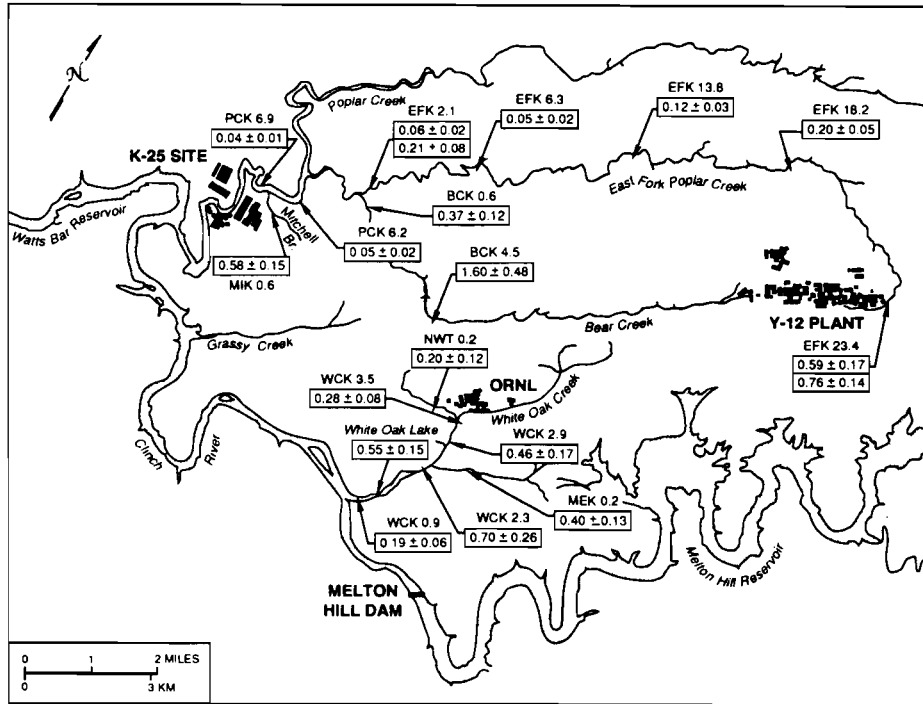 N
Poplar Creek
PCK 6.9
0.04 ± 0.01
EFK 2.1
0.06 ± 0.02
0.21 ± 0.08
EFK 6.3
0.05 ± 0.02
EFK 13.8
0.12 ± 0.03
EFK 18.2
0.20 ± 0.05
K-25 SITE
Watts Bar Reservoir
Mitchell
Br.
East Fork Poplar Creek
BCK 0.6
0.37 ± 0.12
PCK 6.2
0.05 ± 0.02
0.58 ± 0.15
MIK 0.6
BCK 4.5
1.60 ± 0.48
Bear Creek
Y-12 PLANT
EFK 23.4
0.59 ± 0.17
0.76 ± 0.14
Grassy Creek
NWT 0.2
0.20 ± 0.12
WCK 3.5
0.28 ± 0.08
ORNL
White Oak Creek
White Oak Lake
0.55 ± 0.15
WCK 2.9
0.46 ± 0.17
Clinch
River
WCK 0.9
0.19 ± 0.06
WCK 2.3
0.70 ± 0.26
MEK 0.2
0.40 ± 0.13
Melton Hill Reservoir
MELTON
HILL DAM
0 1 2 MILES
0 3 KM